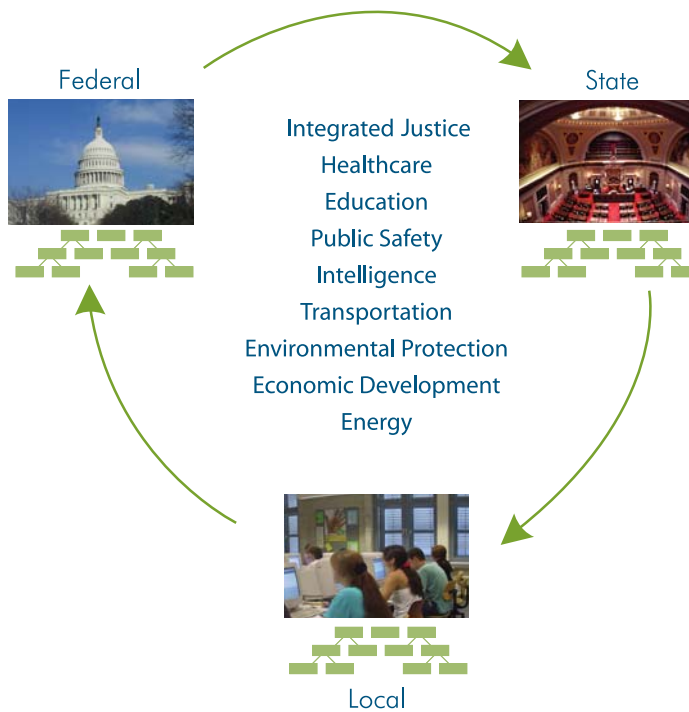 Federal
State
Integrated Justice
Healthcare
Education
Public Safety
Intelligence
Transportation
Environmental Protection
Economic Development
Energy
Local